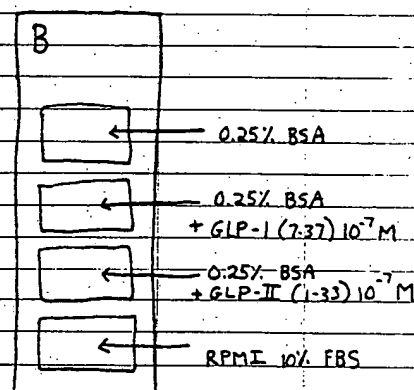 B
0.25% BSA
0.25% BSA
+ GLP-I (7-37) 10⁻⁷ M
0.25% BSA
+ GLP-II (1-33) 10⁻⁷ M
RPMI 10% FBS